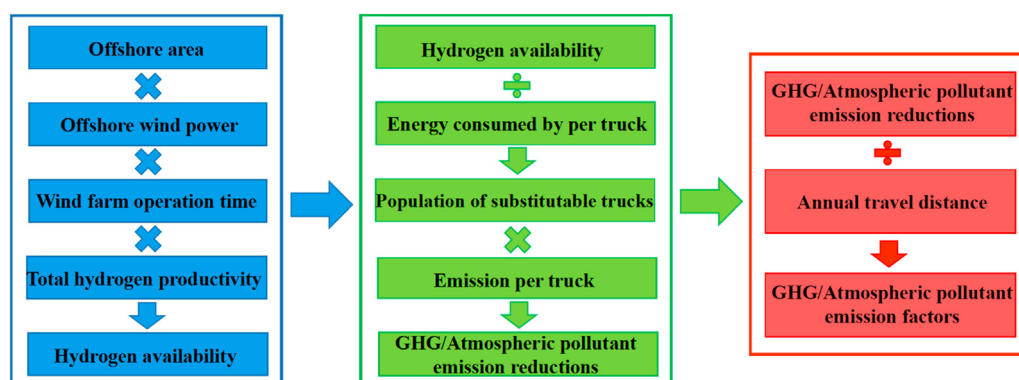 Offshore area
Offshore wind power
Wind farm operation time
Total hydrogen productivity
Hydrogen availability
Hydrogen availability
Energy consumed by per truck
Population of substitutable trucks
Emission per truck
GHG/Atmospheric pollutant
emission reductions
GHG/Atmospheric pollutant
emission reductions
Annual travel distance
GHG/Atmospheric pollutant
emission factors